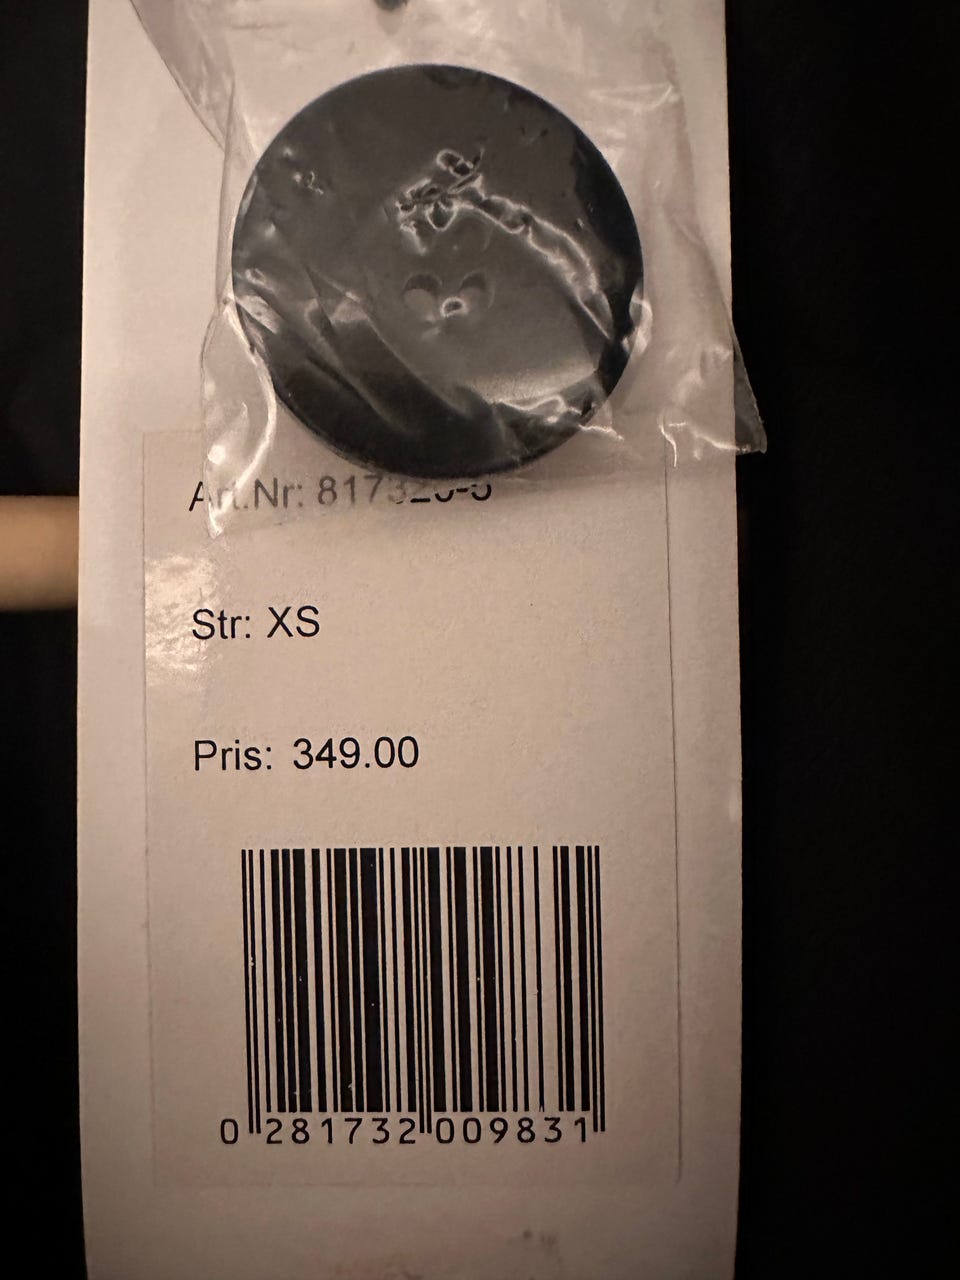 Art.Nr:
Str: XS
Pris: 349.00
0 281732 009831